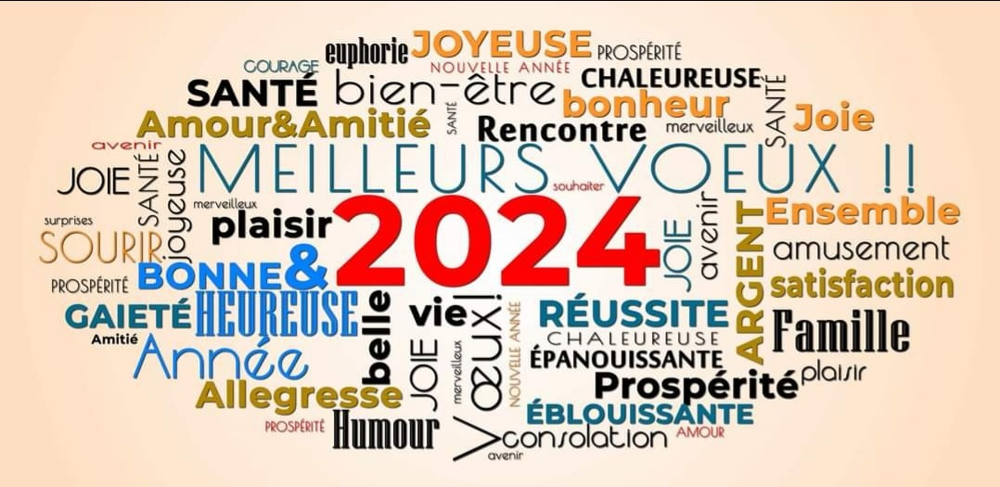 euphorie JOYEUSE PROSPÉRITÉ
COURAGE NOUVELLE ANNÉE
SANTÉ bien-être CHALEUREUSE
bonheur
Amour&Amitié SANTÉ Rencontre merveilleux SANTÉ Joie
avenir
MEILLEURS VOEUX !!
JOIE SANTÉ joyeuse
souhaiter
merveilleux
surprises plaisir 2024 JOIE avenir ARGENT Ensemble
SOURIR amusement
PROSPÉRITÉ BONNE& satisfaction
GAIETÉ HEUREUSE belle vie Vœux! NOUVELLE ANNÉE RÉUSSITE Famille
Amitié CHALEUREUSE
Année JOIE merveilleux ÉPANOUISSANTE
Allegresse Prospérité plaisir
ÉBLOUISSANTE
PROSPÉRITÉ Humour consolation AMOUR
avenir